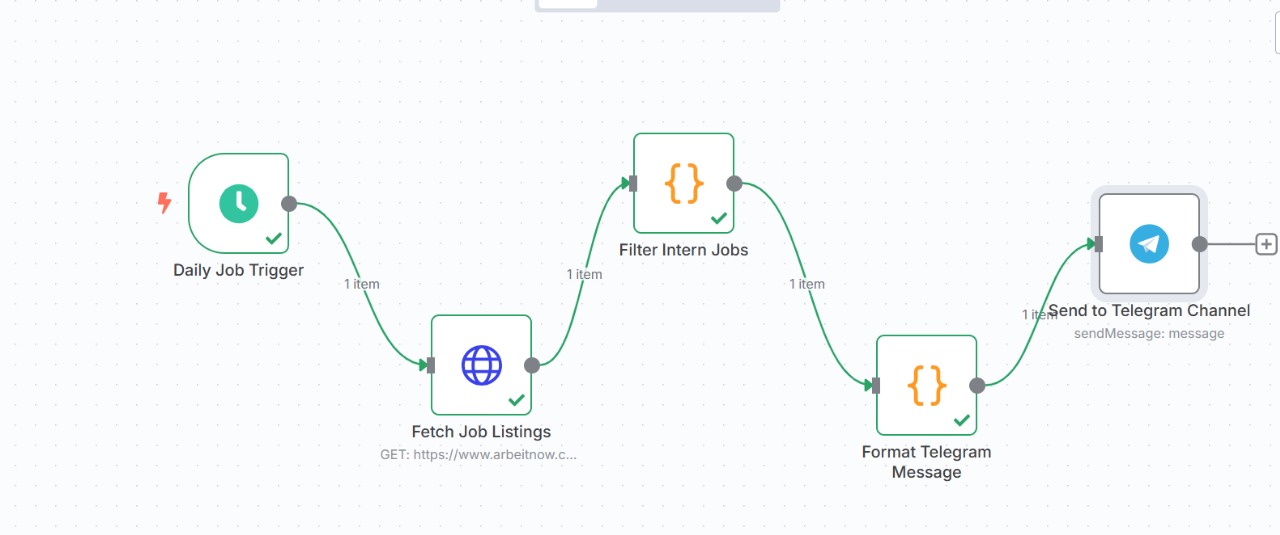 Daily Job Trigger
1 item
Fetch Job Listings
GET: https://www.arbeitnow.c...
1 item
Filter Intern Jobs
1 item
Format Telegram
Message
1 item
Send to Telegram Channel
sendMessage: message